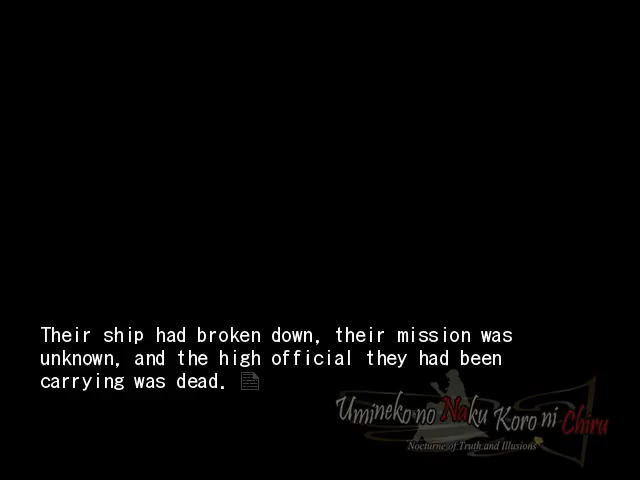 Their ship had broken down, their mission was
unknown, and the high official they had been
carrying was dead.
Umineko no Naku Koro ni Chiru
Nocturne of Truth and Illusions